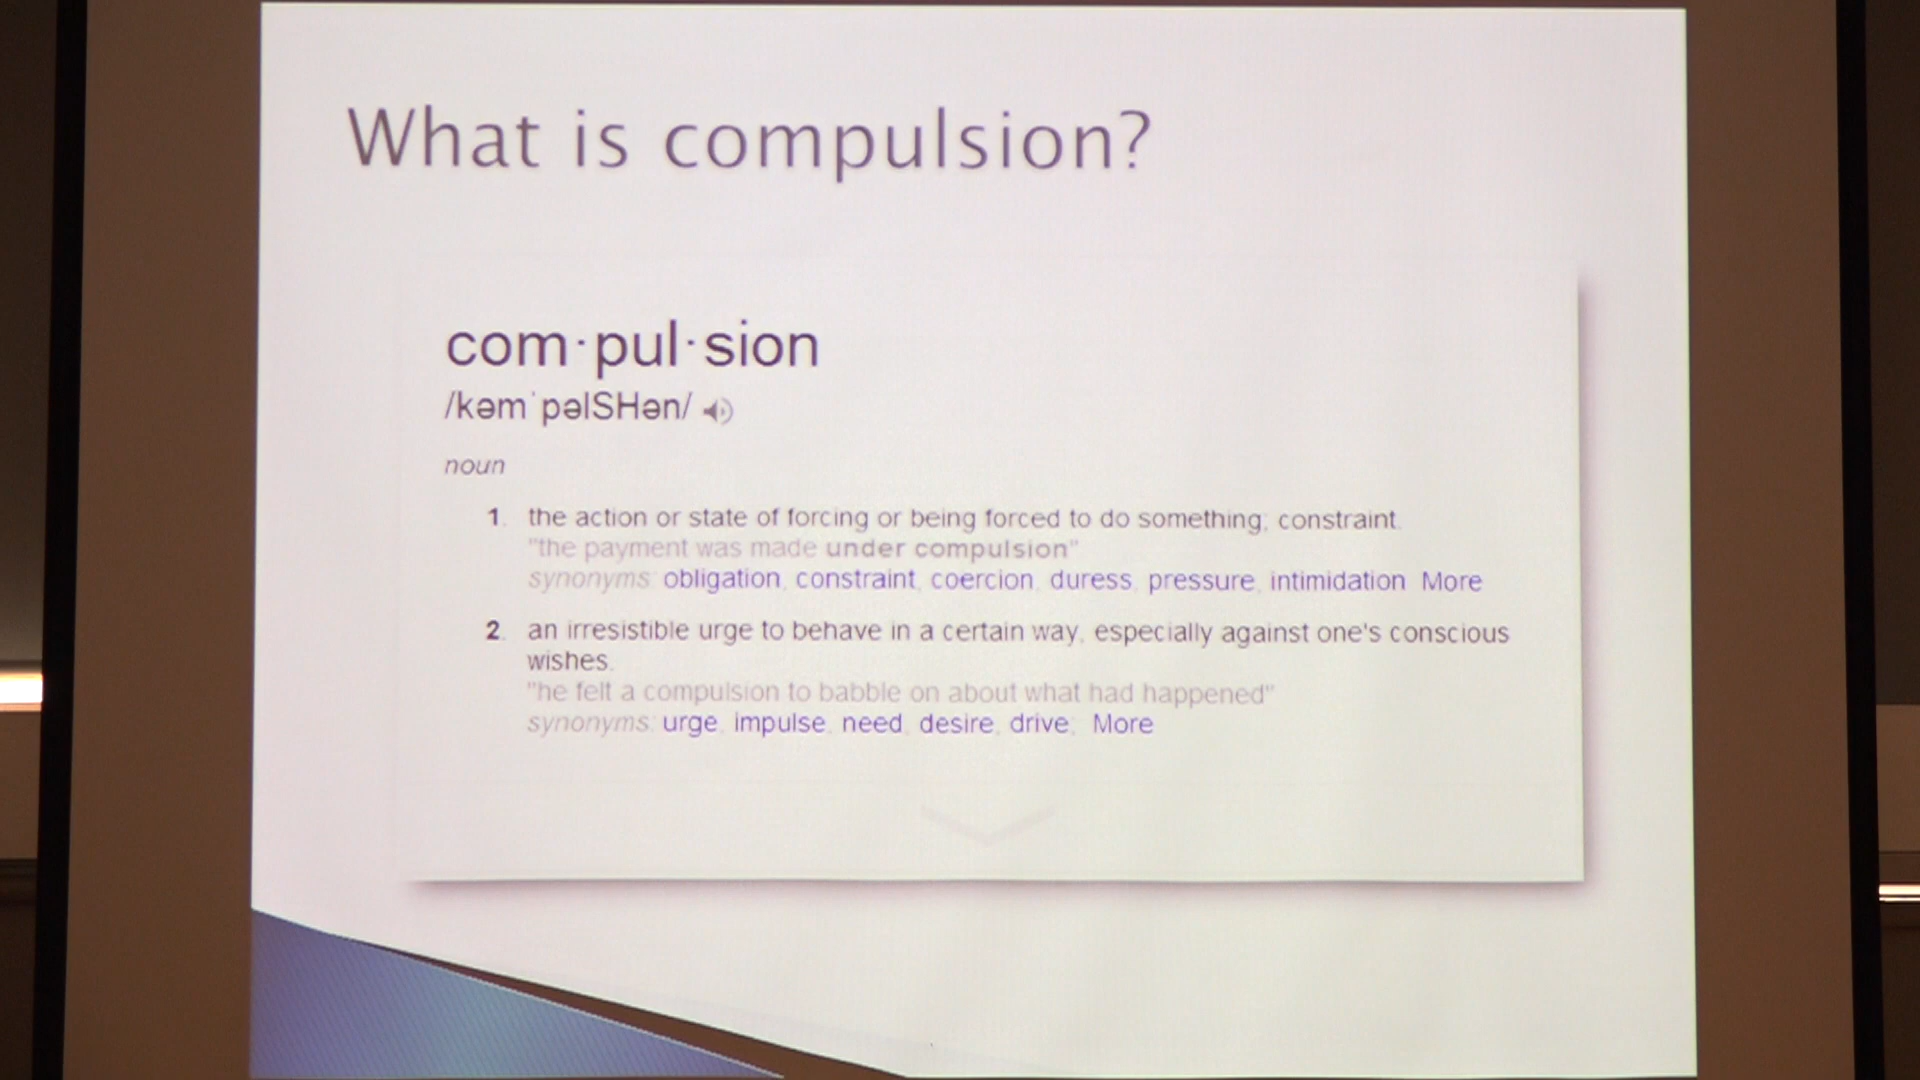 What is compulsion?
com·pul·sion
/kəmˈpəlSHən/
noun
1. the action or state of forcing or being forced to do something; constraint.
"the payment was made under compulsion"
synonyms: obligation, constraint, coercion, duress, pressure, intimidation More
2. an irresistible urge to behave in a certain way, especially against one's conscious
wishes.
"he felt a compulsion to babble on about what had happened"
synonyms: urge, impulse, need, desire, drive; More